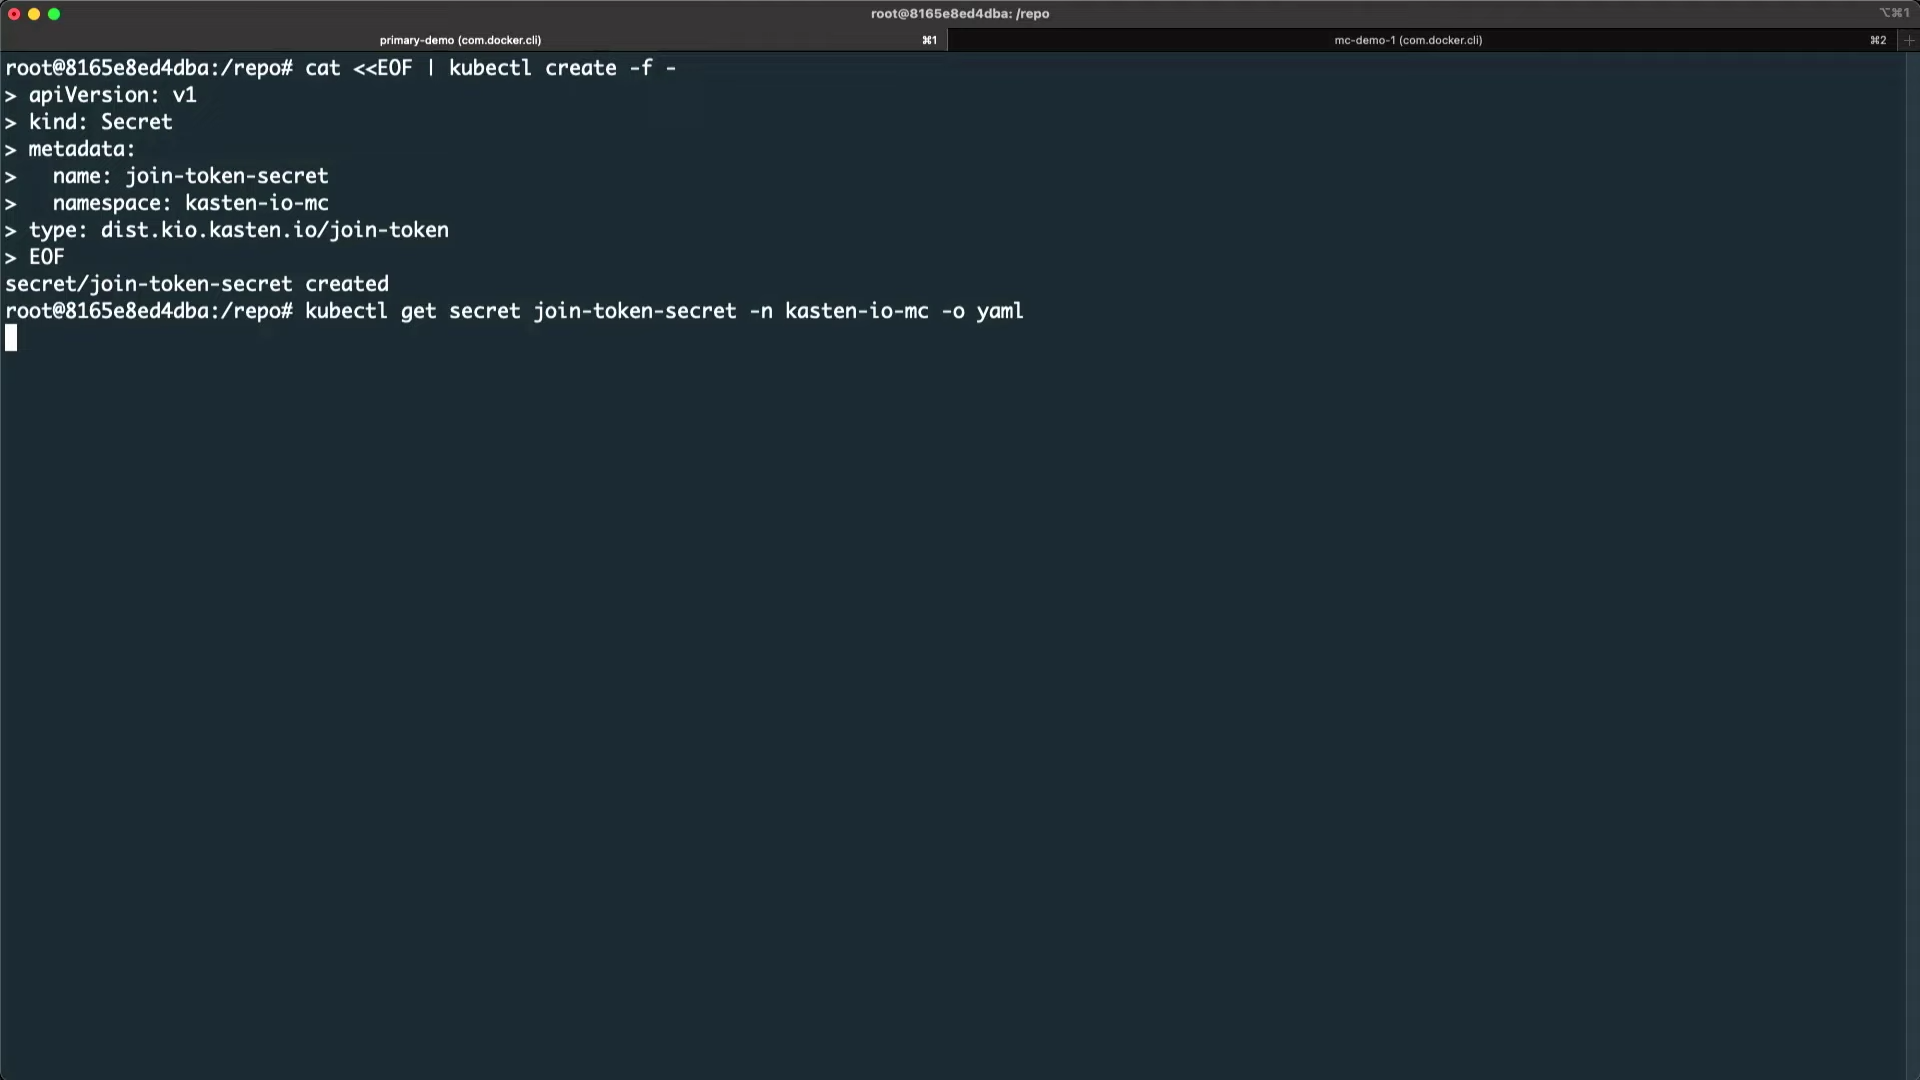 root@8165e8ed4dba: /repo
⌥⌘1
primary-demo (com.docker.cli)
⌘1
mc-demo-1 (com.docker.cli)
⌘2
+
root@8165e8ed4dba:/repo# cat <<EOF | kubectl create -f -
> apiVersion: v1
> kind: Secret
> metadata:
>   name: join-token-secret
>   namespace: kasten-io-mc
> type: dist.kio.kasten.io/join-token
> EOF
secret/join-token-secret created
root@8165e8ed4dba:/repo# kubectl get secret join-token-secret -n kasten-io-mc -o yaml